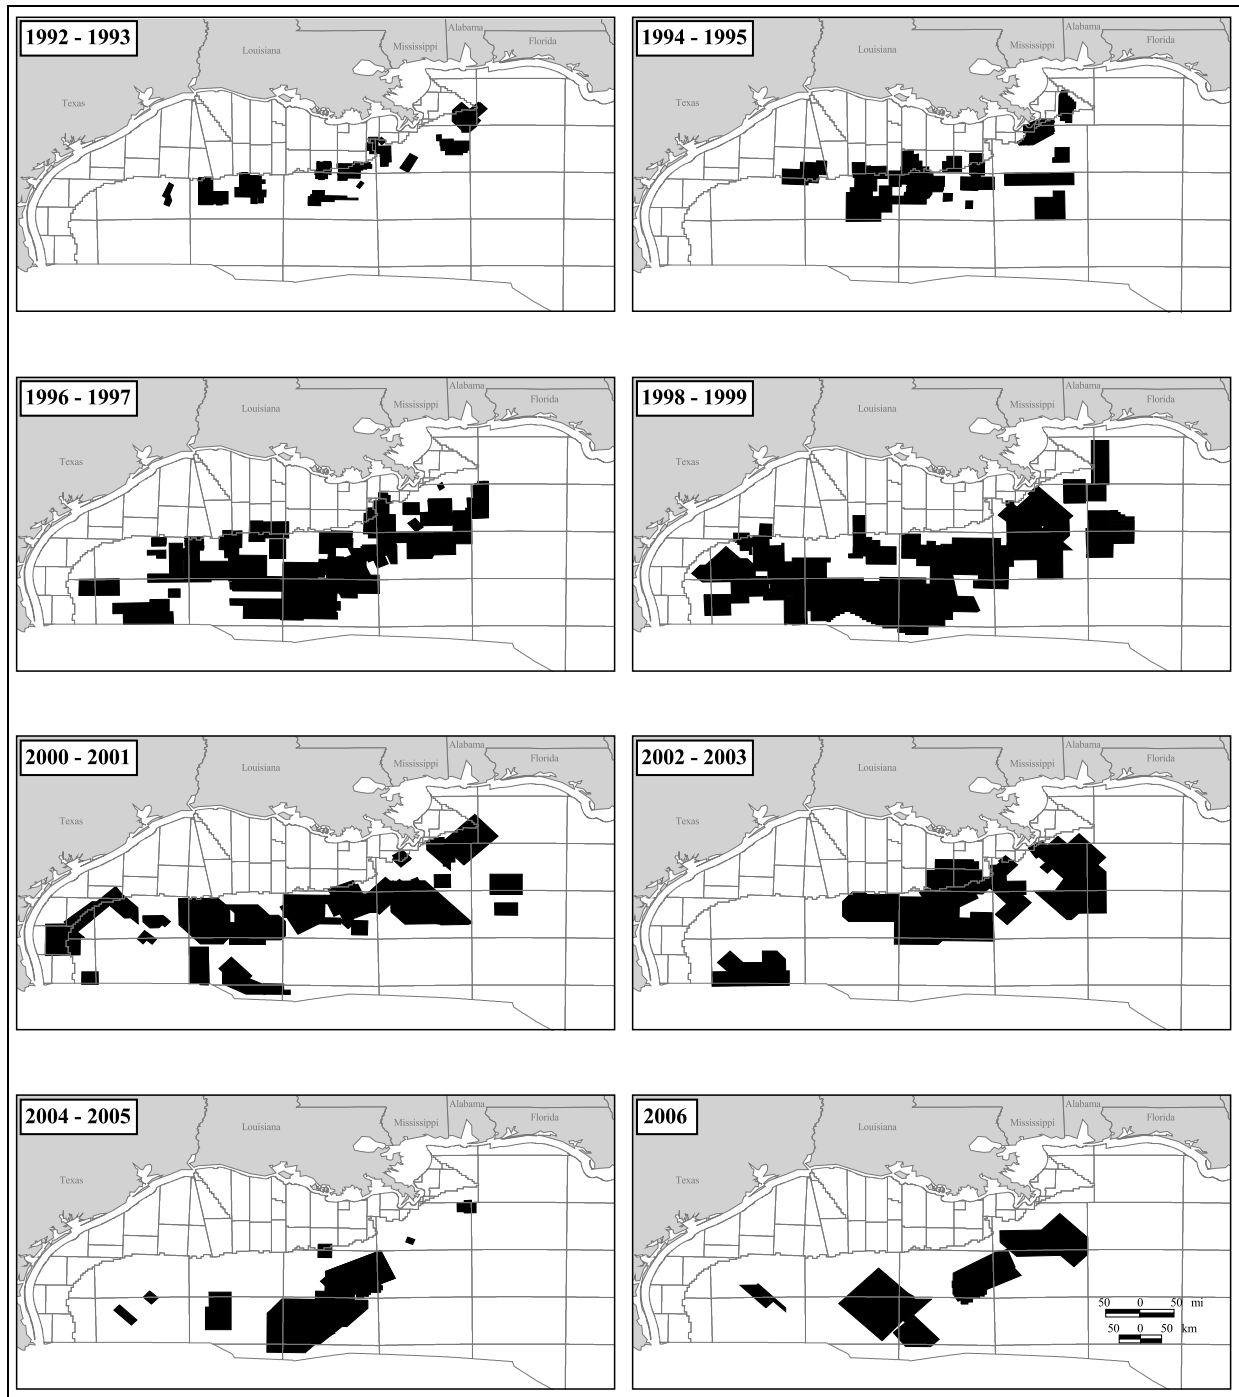 1992 - 1993
Texas
Louisiana
Mississippi
Alabama
Florida
1994 - 1995
Texas
Louisiana
Mississippi
Alabama
Florida
1996 - 1997
Texas
Louisiana
Mississippi
Alabama
Florida
1998 - 1999
Texas
Louisiana
Mississippi
Alabama
Florida
2000 - 2001
Texas
Louisiana
Mississippi
Alabama
Florida
2002 - 2003
Texas
Louisiana
Mississippi
Alabama
Florida
2004 - 2005
Texas
Louisiana
Mississippi
Alabama
Florida
2006
Texas
Louisiana
Mississippi
Alabama
Florida
50 0 50 mi
50 0 50 km